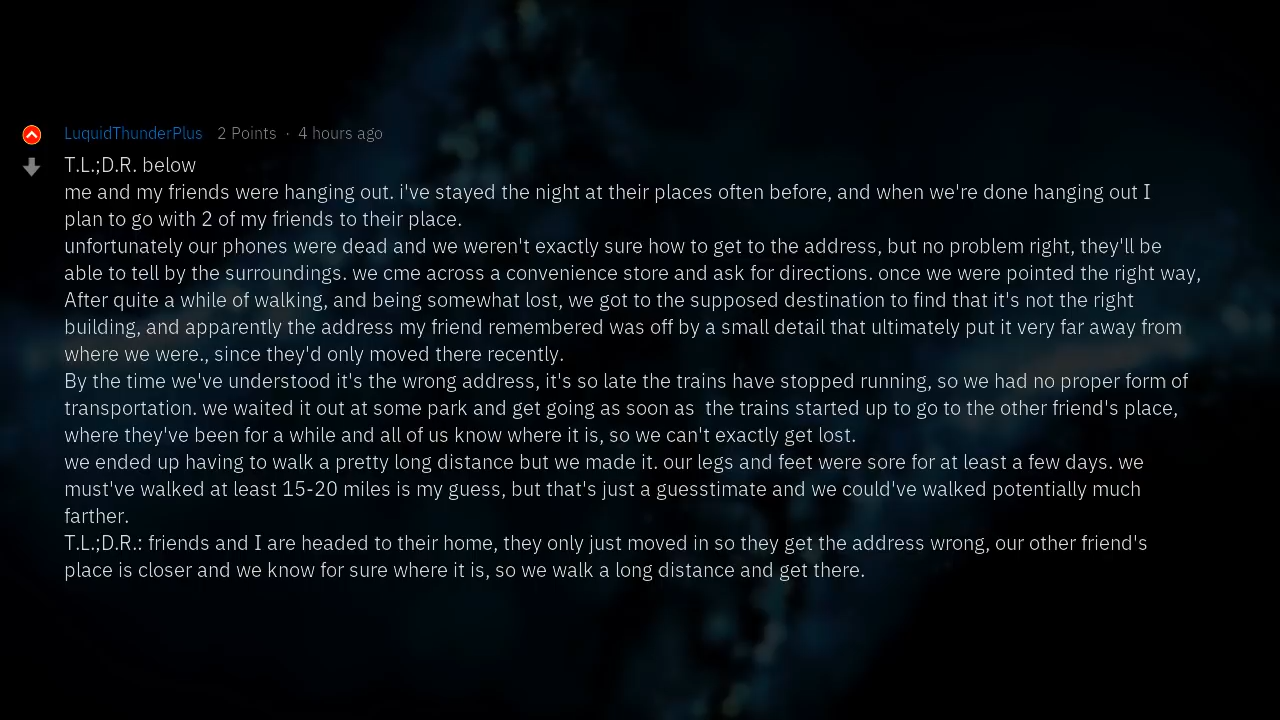 LuquidThunderPlus 2 Points · 4 hours ago
T.L.;D.R. below
me and my friends were hanging out. i've stayed the night at their places often before, and when we're done hanging out I
plan to go with 2 of my friends to their place.
unfortunately our phones were dead and we weren't exactly sure how to get to the address, but no problem right, they'll be
able to tell by the surroundings. we cme across a convenience store and ask for directions. once we were pointed the right way,
After quite a while of walking, and being somewhat lost, we got to the supposed destination to find that it's not the right
building, and apparently the address my friend remembered was off by a small detail that ultimately put it very far away from
where we were., since they'd only moved there recently.
By the time we've understood it's the wrong address, it's so late the trains have stopped running, so we had no proper form of
transportation. we waited it out at some park and get going as soon as  the trains started up to go to the other friend's place,
where they've been for a while and all of us know where it is, so we can't exactly get lost.
we ended up having to walk a pretty long distance but we made it. our legs and feet were sore for at least a few days. we
must've walked at least 15-20 miles is my guess, but that's just a guesstimate and we could've walked potentially much
farther.
T.L.;D.R.: friends and I are headed to their home, they only just moved in so they get the address wrong, our other friend's
place is closer and we know for sure where it is, so we walk a long distance and get there.